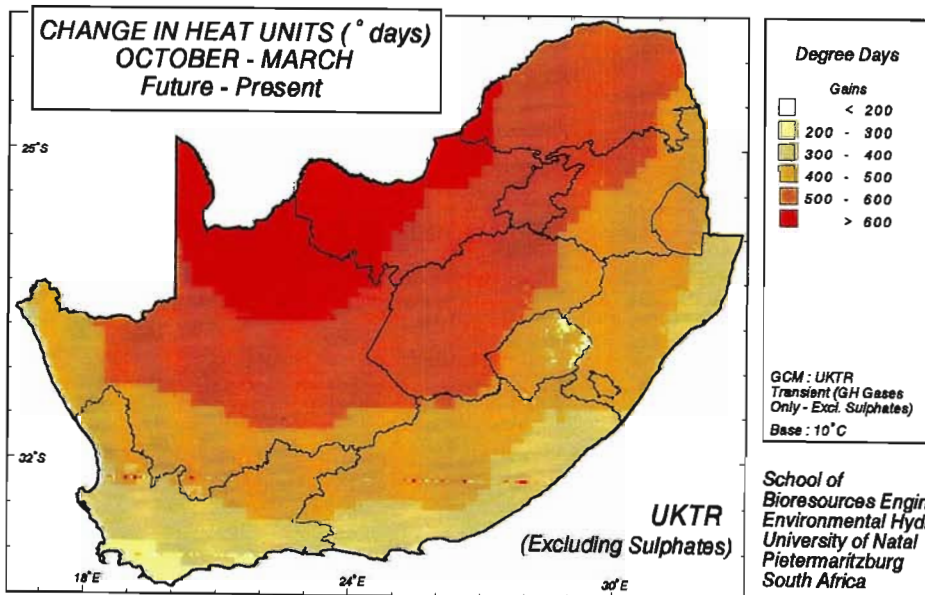 CHANGE IN HEAT UNITS ( ° days)
OCTOBER - MARCH
Future - Present
Degree Days
Gains
< 200
200 - 300
300 - 400
400 - 500
500 - 600
> 600
25°S
32°S
18°E
24°E
30°E
UKTR
(Excluding Sulphates)
GCM : UKTR
Transient (GH Gases
Only - Excl. Sulphates)
Base : 10°C
School of
Bioresources Engin
Environmental Hyd
University of Natal
Pietermaritzburg
South Africa